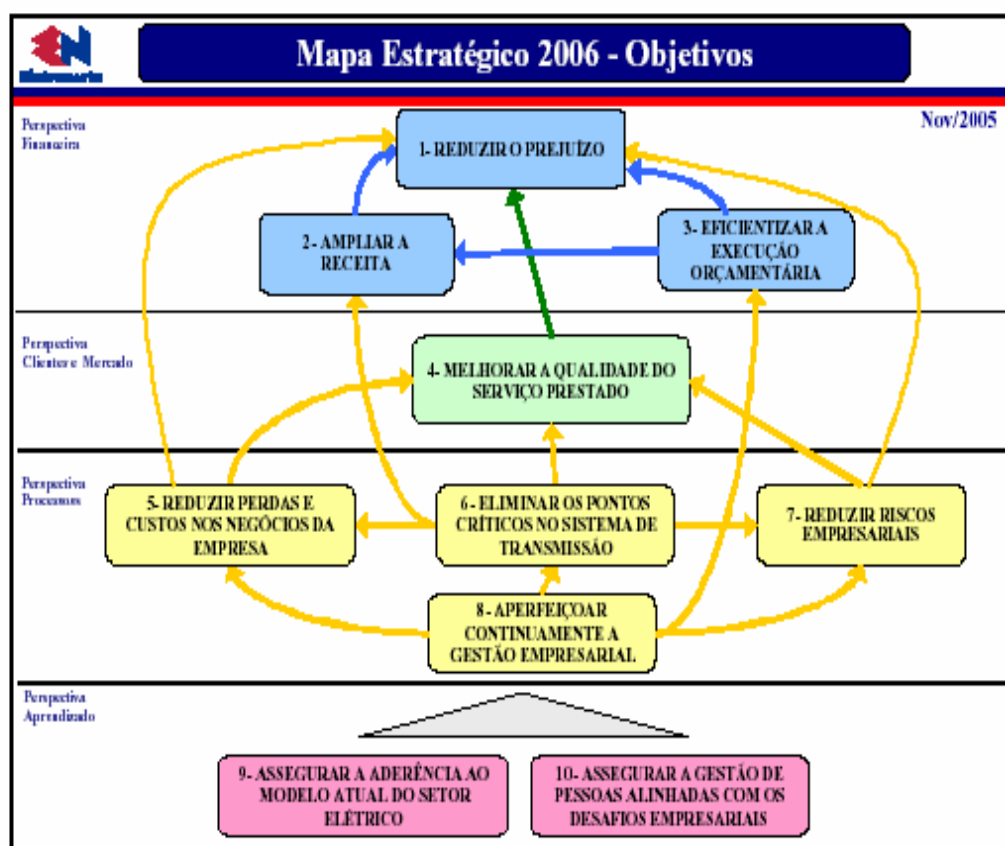 Mapa Estratégico 2006 - Objetivos
Nov/2005
Perspectiva
Financeira
1- REDUZIR O PREJUÍZO
2- AMPLIAR A
RECEITA
3- EFICIENTIZAR A
EXECUÇÃO
ORÇAMENTÁRIA
Perspectiva
Clientes e Mercado
4- MELHORAR A QUALIDADE DO
SERVIÇO PRESTADO
Perspectiva
Processos
5- REDUZIR PERDAS E
CUSTOS NOS NEGÓCIOS DA
EMPRESA
6- ELIMINAR OS PONTOS
CRÍTICOS NO SISTEMA DE
TRANSMISSÃO
7- REDUZIR RISCOS
EMPRESARIAIS
8- APERFEIÇOAR
CONTINUAMENTE A
GESTÃO EMPRESARIAL
Perspectiva
Aprendizado
9- ASSEGURAR A ADERÊNCIA AO
MODELO ATUAL DO SETOR
ELÉTRICO
10- ASSEGURAR A GESTÃO DE
PESSOAS ALINHADAS COM OS
DESAFIOS EMPRESARIAIS